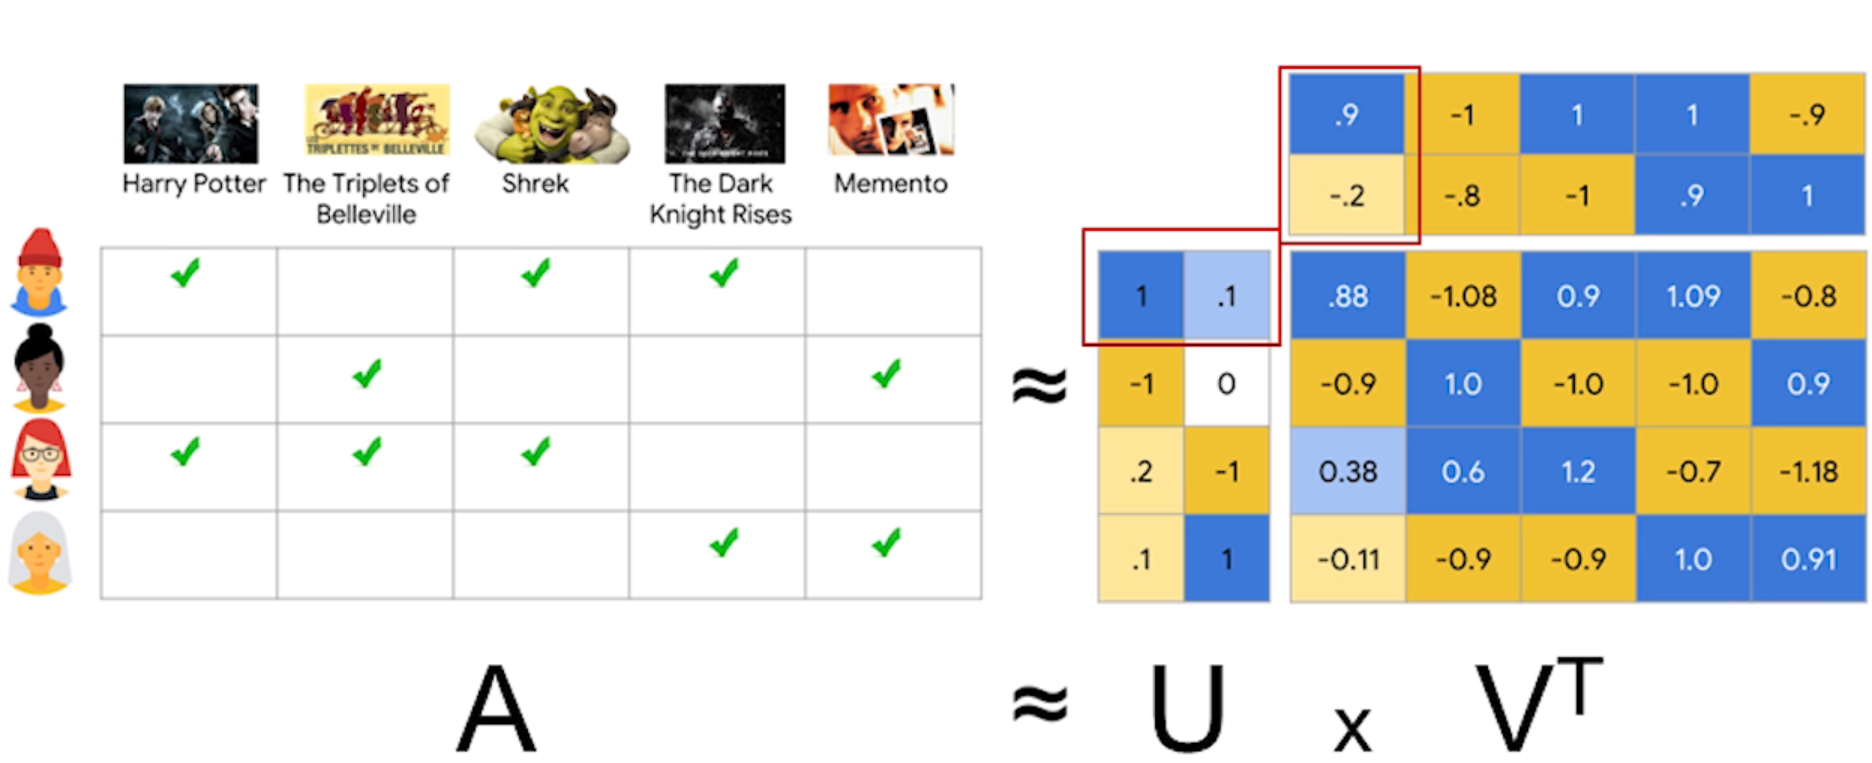 .9 -1 1 1 -.9
TRIPLETTES DE BELLEVILLE
Harry Potter The Triplets of Belleville Shrek The Dark Knight Rises Memento
-.2 -.8 -1 .9 1
1 .1 .88 -1.08 0.9 1.09 -0.8
≈
-1 0 -0.9 1.0 -1.0 -1.0 0.9
.2 -1 0.38 0.6 1.2 -0.7 -1.18
.1 1 -0.11 -0.9 -0.9 1.0 0.91
A ≈ U x V^T